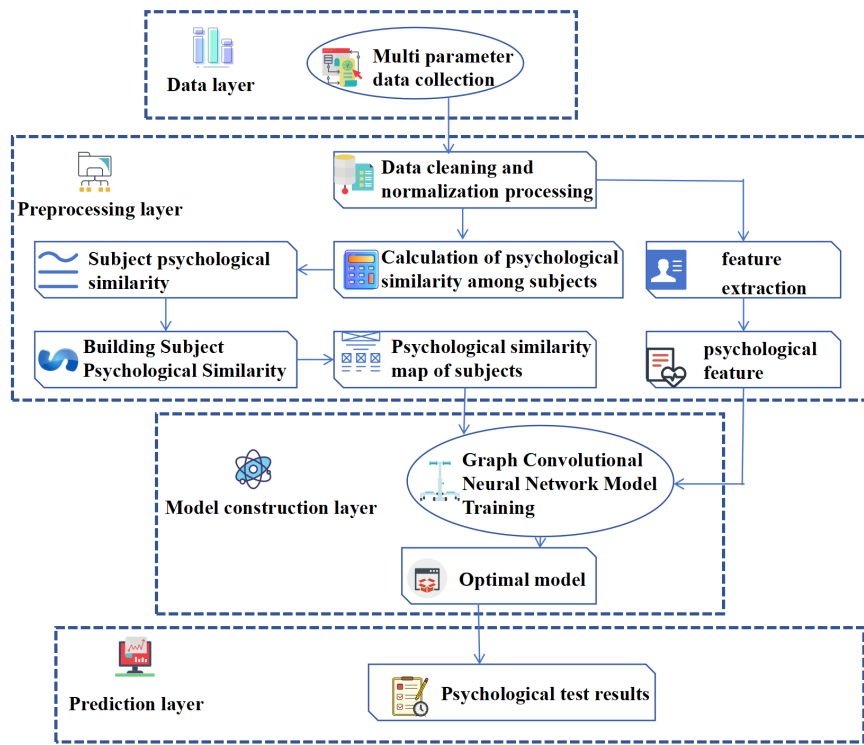 Multi parameter
data collection
Data layer
Data cleaning and
normalization processing
Preprocessing layer
Subject psychological
similarity
Calculation of psychological
similarity among subjects
feature
extraction
Building Subject
Psychological Similarity
Psychological similarity
map of subjects
psychological
feature
Graph Convolutional
Neural Network Model
Training
Model construction layer
Optimal model
Prediction layer
Psychological test results